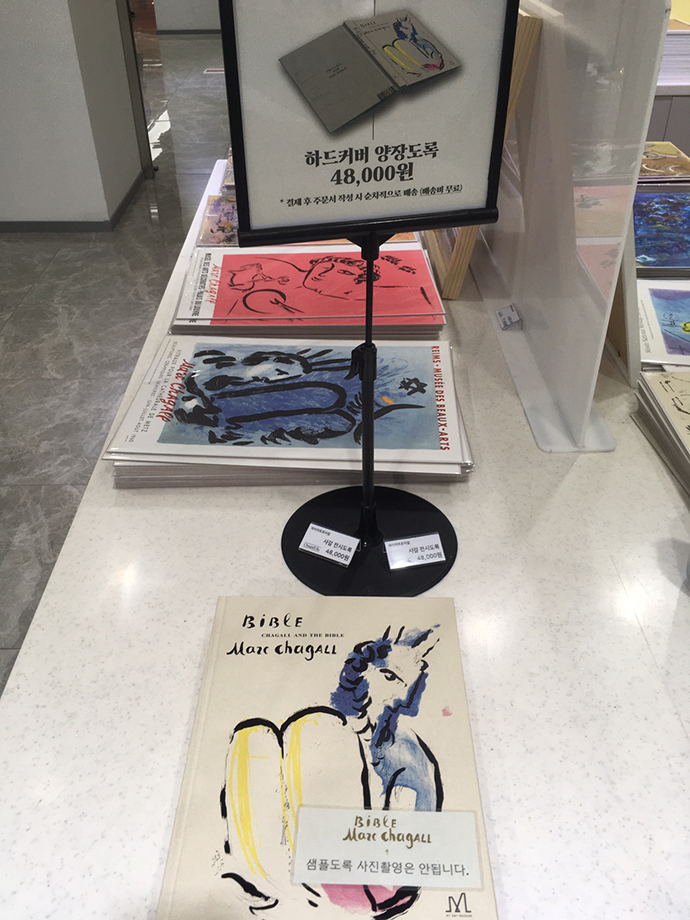 BIBLE
하드커버 양장도록
48,000원
* 결제 후 주문서 작성 시 순차적으로 배송 (배송비 무료)
MARC CHAGALL
MARC CHAGALL
REIMS - MUSÉE DES BEAUX-ARTS
샤갈 전시도록
48,000원
샤갈 전시도록
48,000원
BiBLE
CHAGALL AND THE BIBLE
Marc ChagALL
BiBLE
Marc ChagALL
샘플도록 사진촬영은 안됩니다.
M